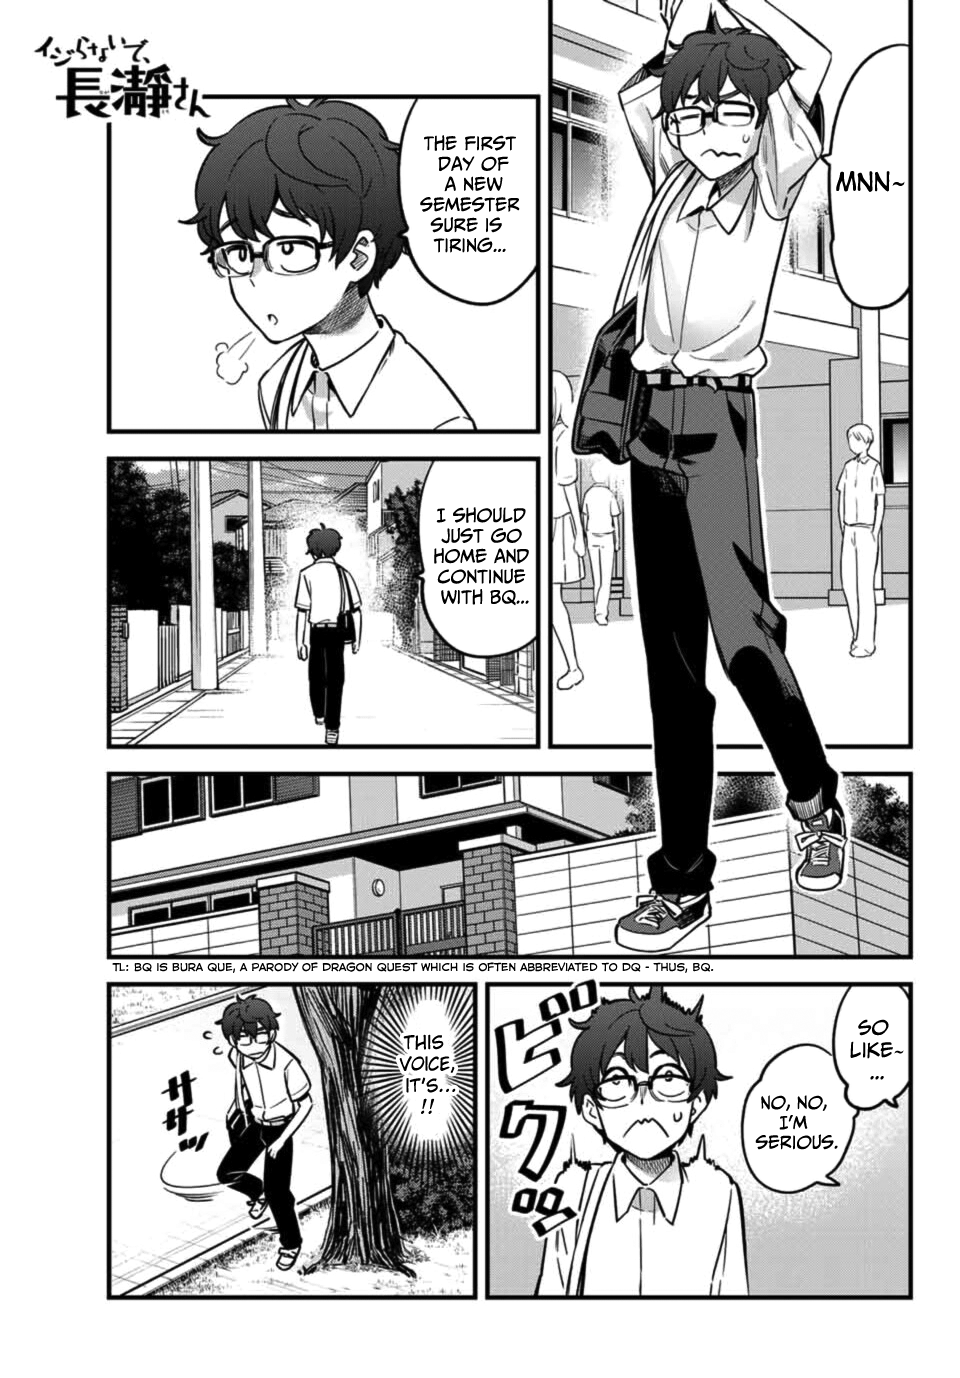 イジらないで、
長瀞さん
MNN~
THE FIRST
DAY OF
A NEW
SEMESTER
SURE IS
TIRING...
I SHOULD
JUST GO
HOME AND
CONTINUE
WITH BQ...
TL: BQ IS BURA QUE, A PARODY OF DRAGON QUEST WHICH IS OFTEN ABBREVIATED TO DQ - THUS, BQ.
SO
LIKE~
...
NO, NO,
I'M
SERIOUS.
ビクッ
THIS
VOICE,
IT'S...
!!
ササササッ